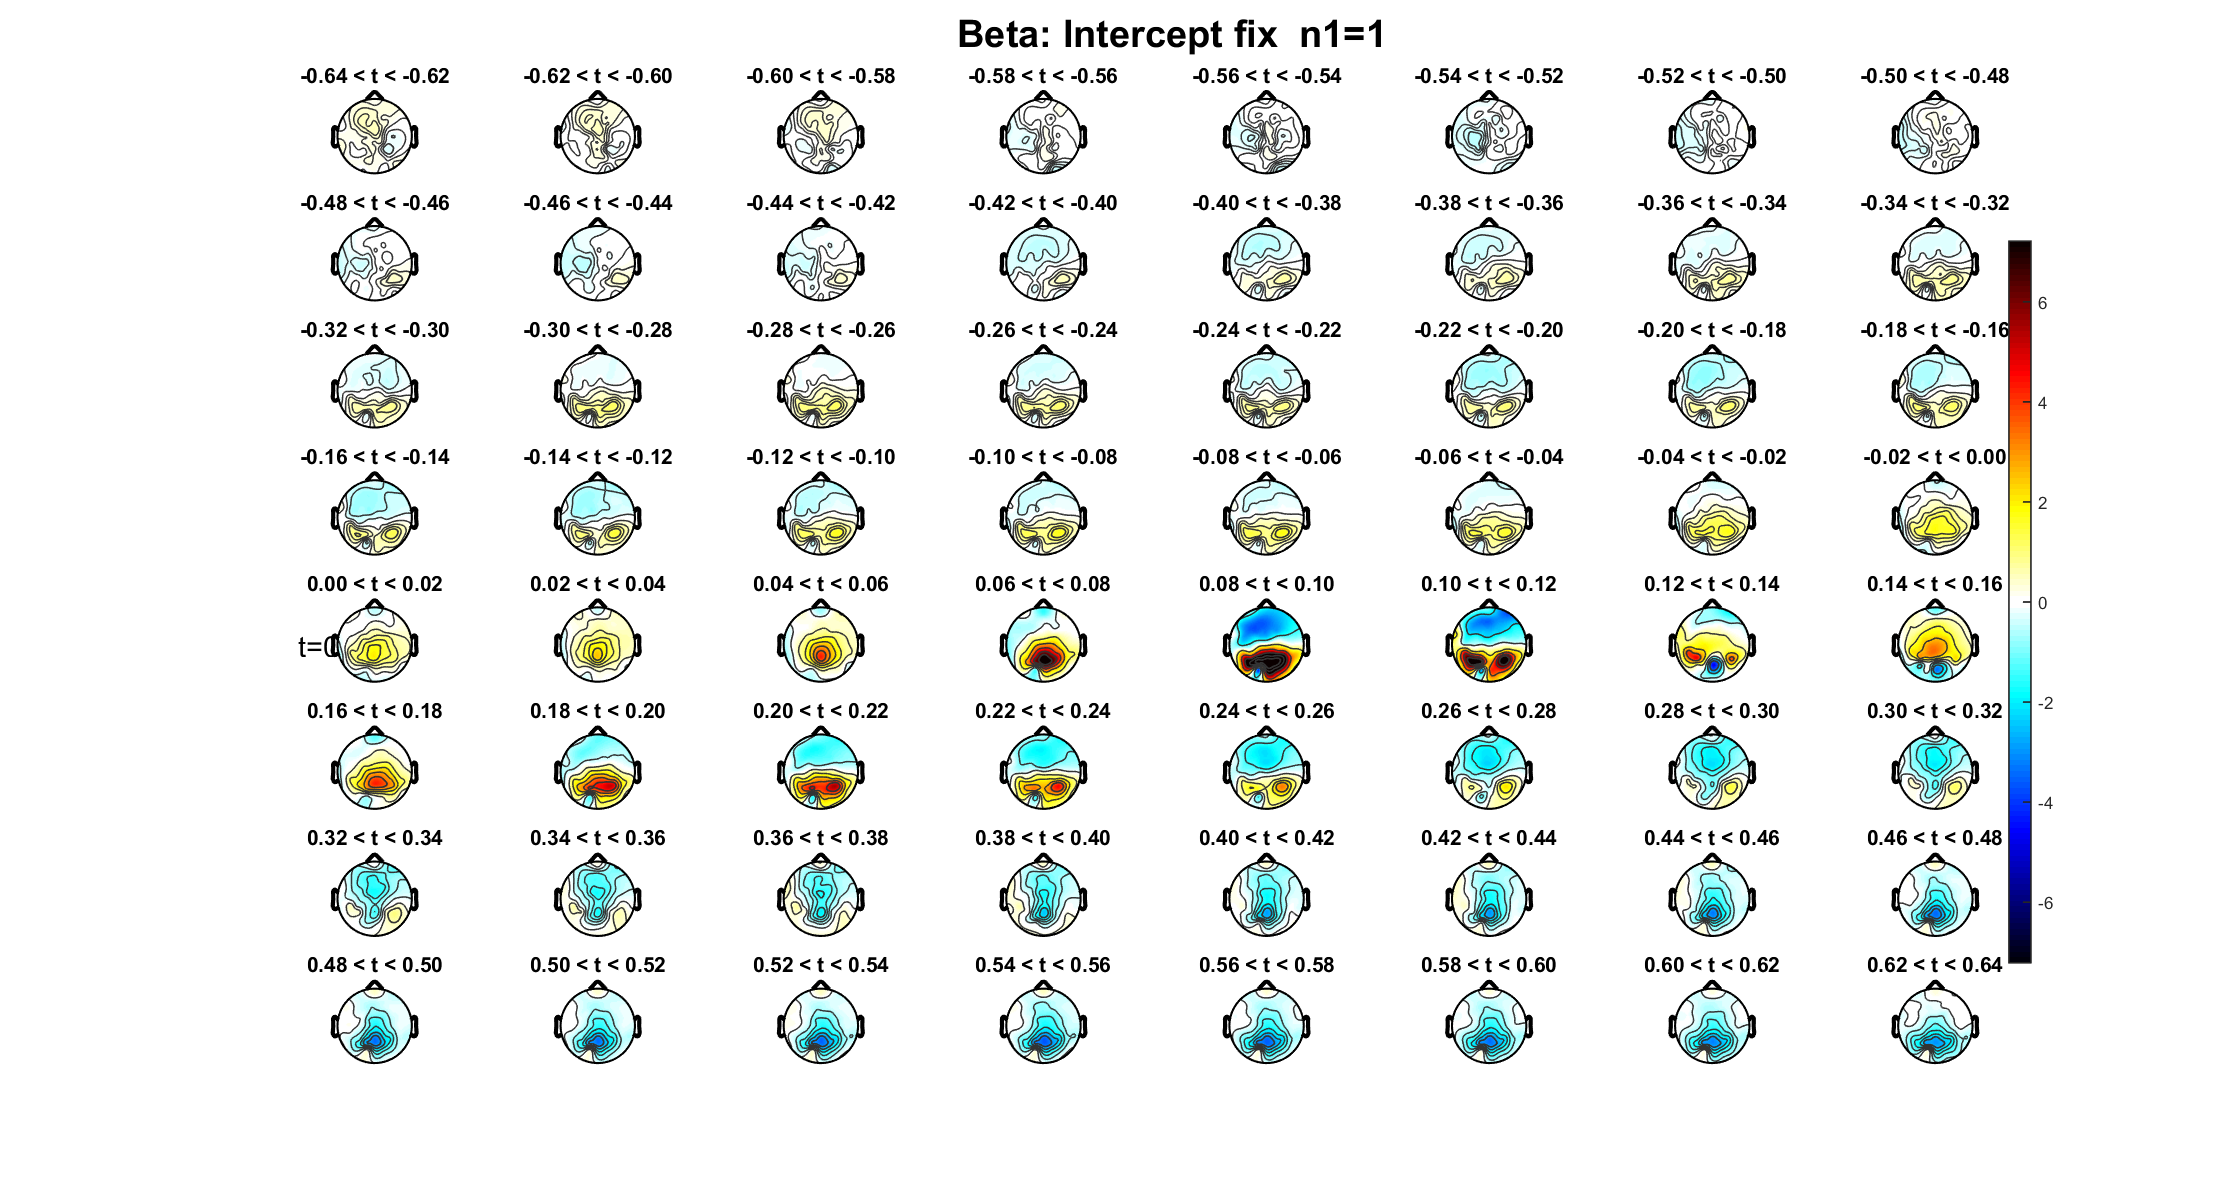 Beta: Intercept fix  n1=1
-0.64 < t < -0.62 -0.62 < t < -0.60 -0.60 < t < -0.58 -0.58 < t < -0.56 -0.56 < t < -0.54 -0.54 < t < -0.52 -0.52 < t < -0.50 -0.50 < t < -0.48
-0.48 < t < -0.46 -0.46 < t < -0.44 -0.44 < t < -0.42 -0.42 < t < -0.40 -0.40 < t < -0.38 -0.38 < t < -0.36 -0.36 < t < -0.34 -0.34 < t < -0.32
-0.32 < t < -0.30 -0.30 < t < -0.28 -0.28 < t < -0.26 -0.26 < t < -0.24 -0.24 < t < -0.22 -0.22 < t < -0.20 -0.20 < t < -0.18 -0.18 < t < -0.16
-0.16 < t < -0.14 -0.14 < t < -0.12 -0.12 < t < -0.10 -0.10 < t < -0.08 -0.08 < t < -0.06 -0.06 < t < -0.04 -0.04 < t < -0.02 -0.02 < t < 0.00
0.00 < t < 0.02 0.02 < t < 0.04 0.04 < t < 0.06 0.06 < t < 0.08 0.08 < t < 0.10 0.10 < t < 0.12 0.12 < t < 0.14 0.14 < t < 0.16
t=0
0.16 < t < 0.18 0.18 < t < 0.20 0.20 < t < 0.22 0.22 < t < 0.24 0.24 < t < 0.26 0.26 < t < 0.28 0.28 < t < 0.30 0.30 < t < 0.32
0.32 < t < 0.34 0.34 < t < 0.36 0.36 < t < 0.38 0.38 < t < 0.40 0.40 < t < 0.42 0.42 < t < 0.44 0.44 < t < 0.46 0.46 < t < 0.48
0.48 < t < 0.50 0.50 < t < 0.52 0.52 < t < 0.54 0.54 < t < 0.56 0.56 < t < 0.58 0.58 < t < 0.60 0.60 < t < 0.62 0.62 < t < 0.64
6
4
2
0
-2
-4
-6